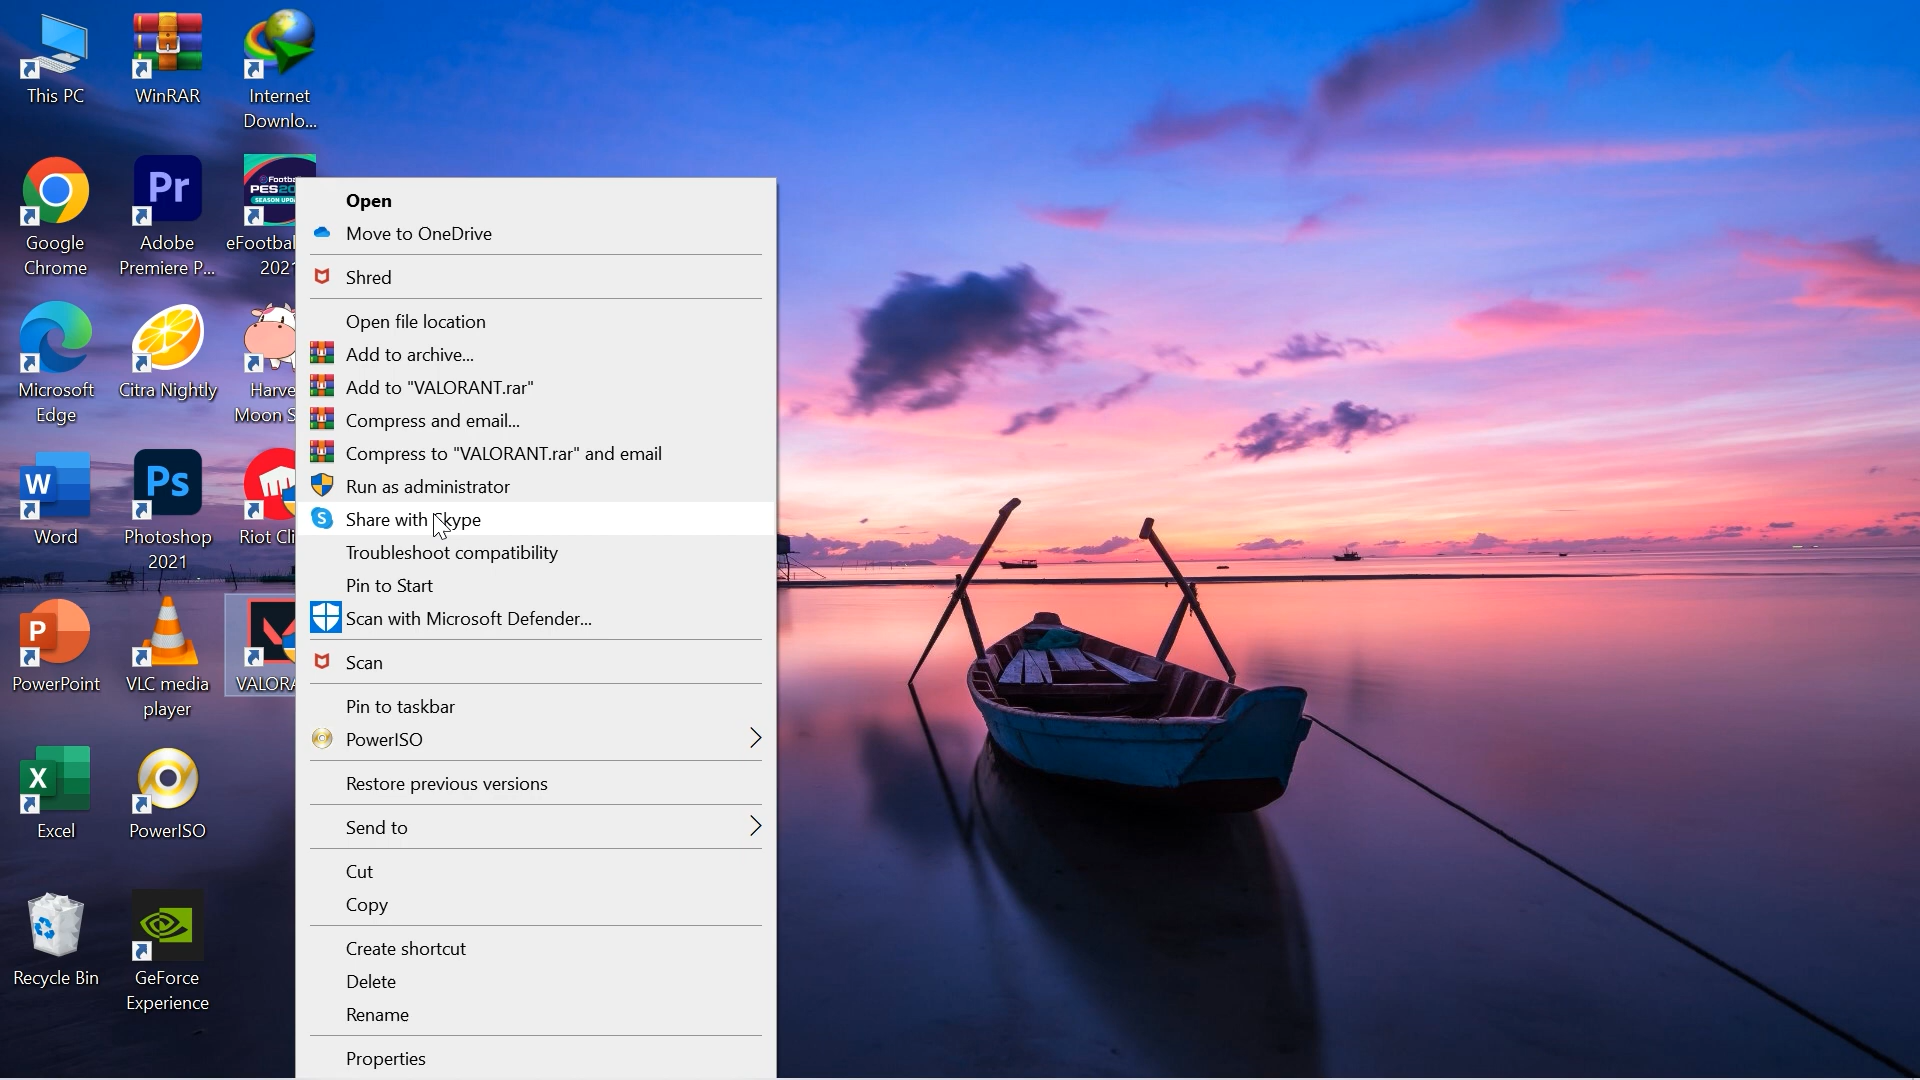 This PC
WinRAR
Internet
Downlo...
Google
Chrome
Pr
Adobe
Premiere P...
eFootbal
2021
Microsoft
Edge
Citra Nightly
Harve
Moon S
W
Word
Ps
Photoshop
2021
Riot Cli
P
PowerPoint
VLC media
player
VALORA
X
Excel
PowerISO
Recycle Bin
GeForce
Experience
Open
Move to OneDrive
Shred
Open file location
Add to archive...
Add to "VALORANT.rar"
Compress and email...
Compress to "VALORANT.rar" and email
Run as administrator
S
Share with Skype
Troubleshoot compatibility
Pin to Start
Scan with Microsoft Defender...
Scan
Pin to taskbar
PowerISO
Restore previous versions
Send to
Cut
Copy
Create shortcut
Delete
Rename
Properties